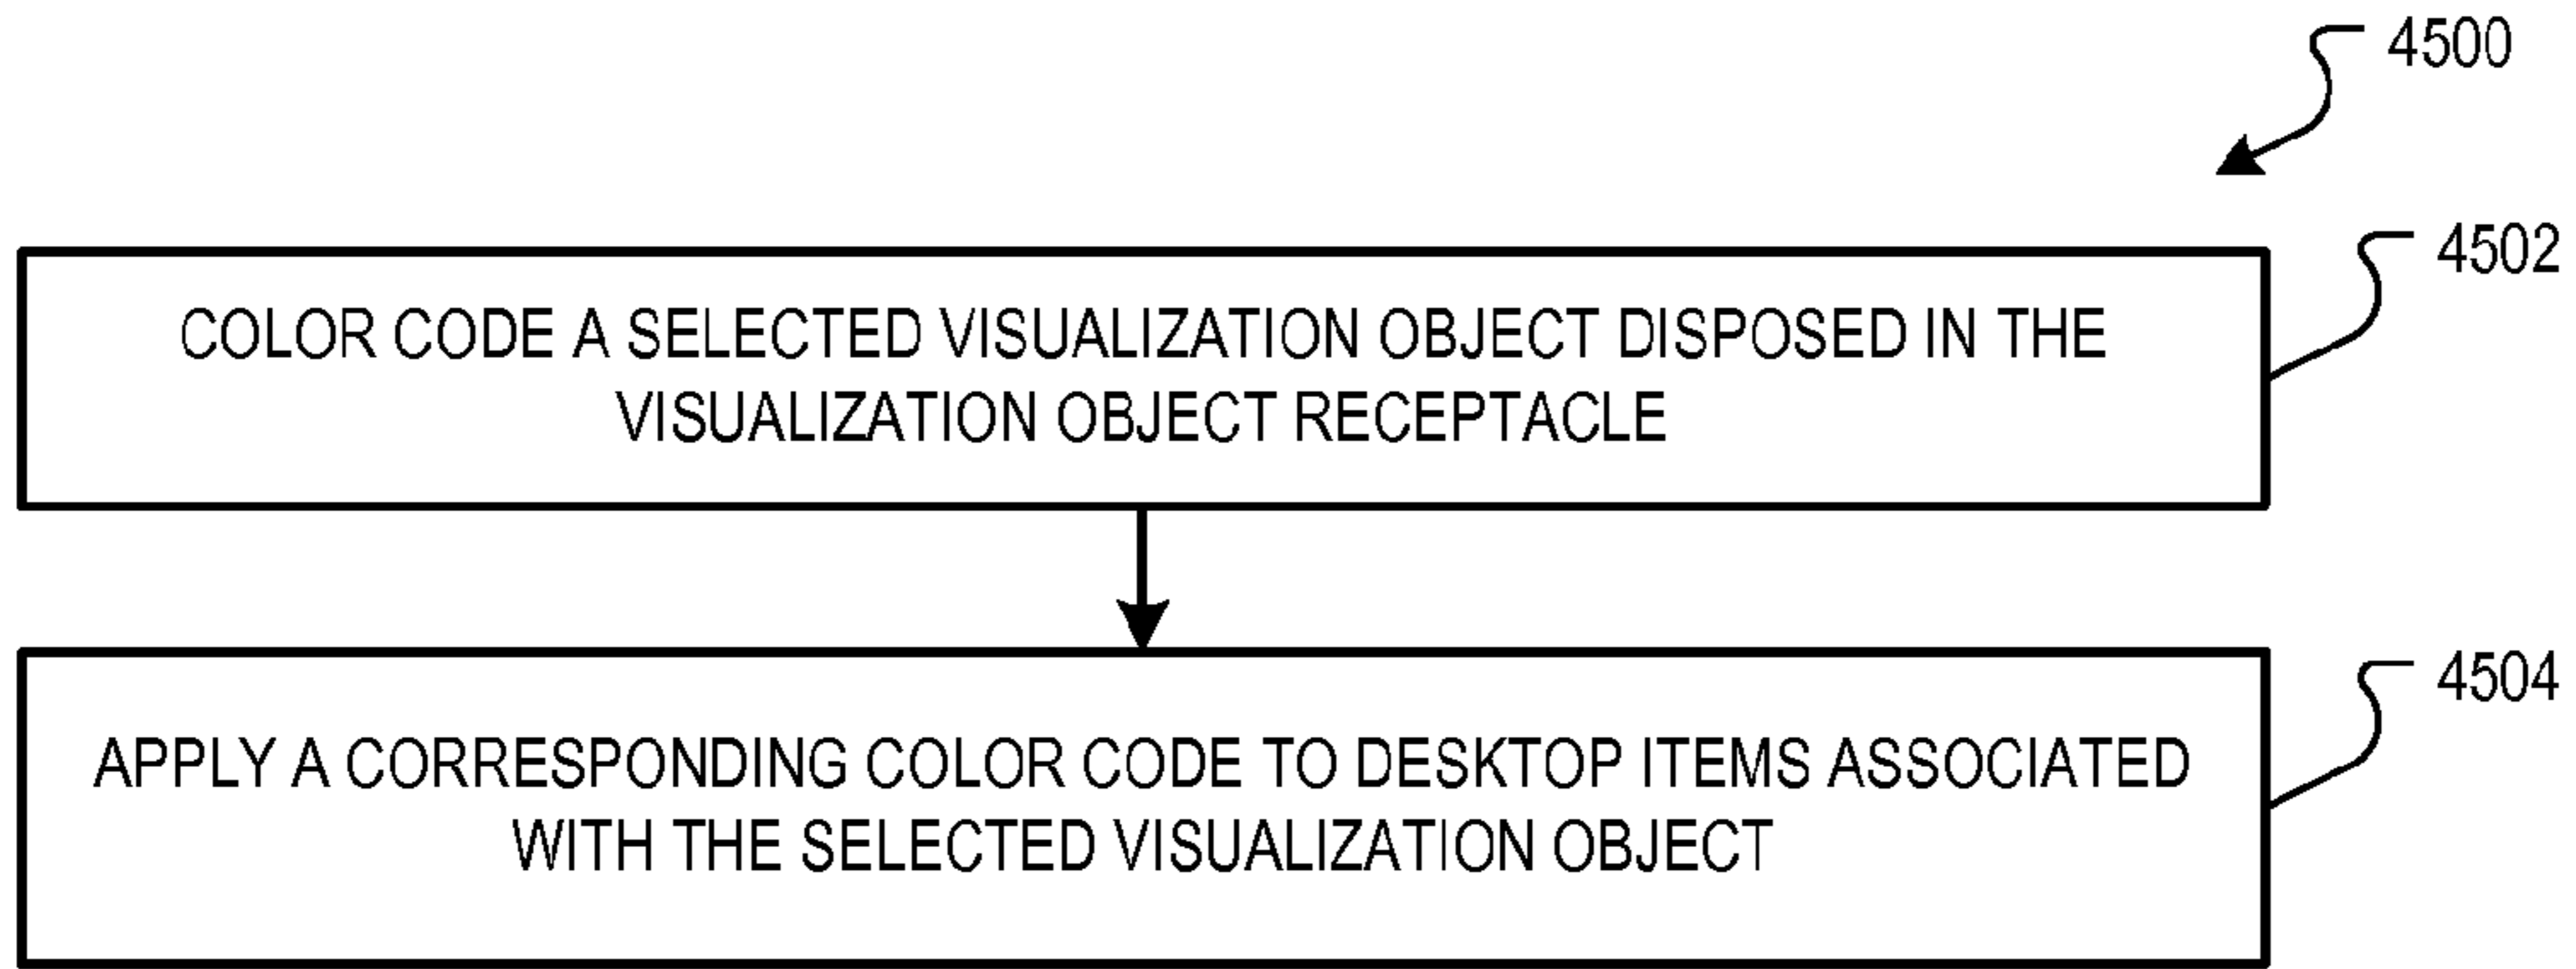 4500
4502
COLOR CODE A SELECTED VISUALIZATION OBJECT DISPOSED IN THE
VISUALIZATION OBJECT RECEPTACLE
4504
APPLY A CORRESPONDING COLOR CODE TO DESKTOP ITEMS ASSOCIATED
WITH THE SELECTED VISUALIZATION OBJECT